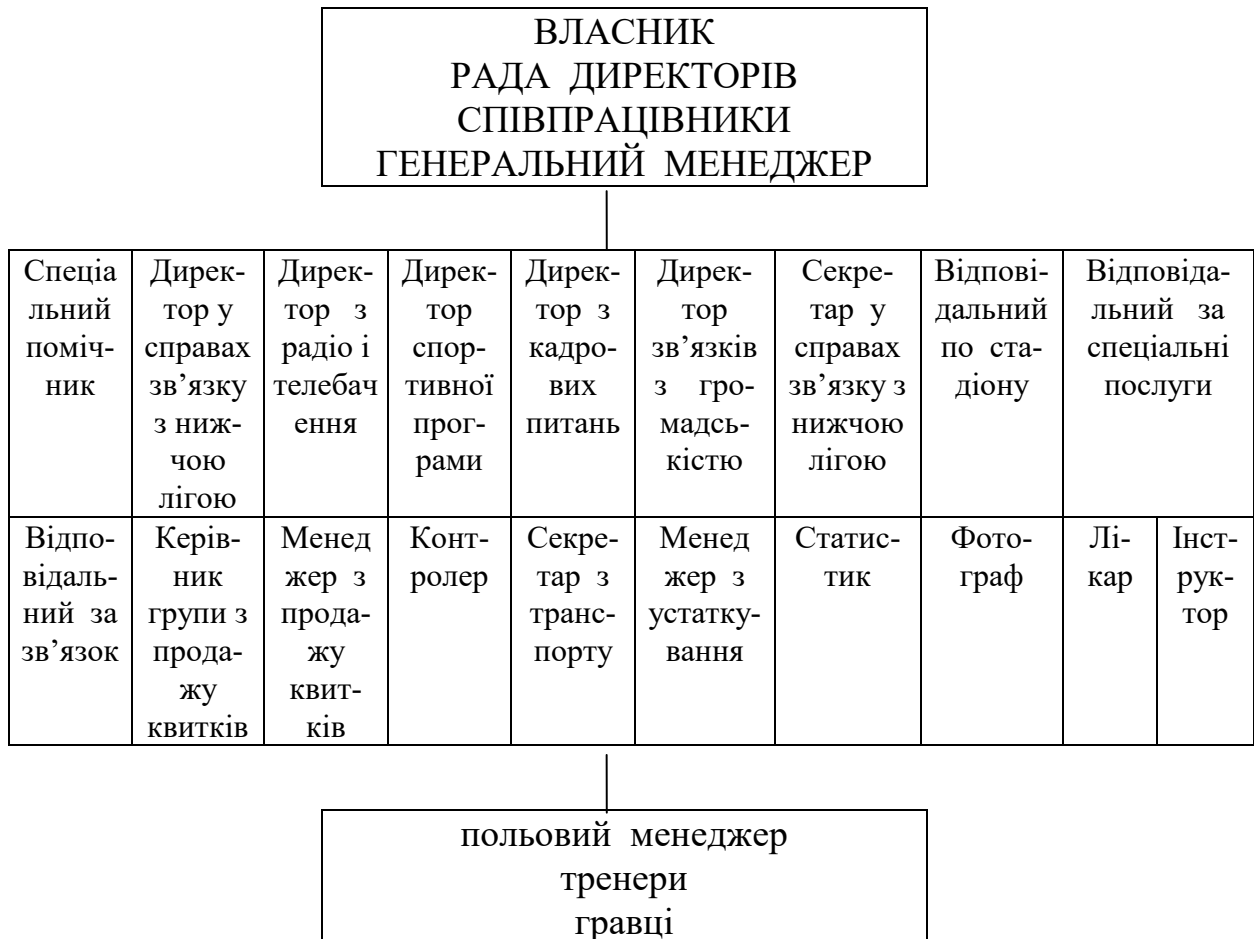 ВЛАСНИК
РАДА ДИРЕКТОРІВ
СПІВПРАЦІВНИКИ
ГЕНЕРАЛЬНИЙ МЕНЕДЖЕР
Спеціа
льний
поміч-
ник
Дирек-
тор у
справах
зв’язку
з ниж-
чою
лігою
Дирек-
тор з
радіо і
телебач
ення
Дирек-
тор
спор-
тивної
прог-
рами
Дирек-
тор з
кадро-
вих
питань
Дирек-
тор
зв’язків
з гро-
мадсь-
кістю
Секре-
тар у
справах
зв’язку з
нижчою
лігою
Відпові-
дальний
по ста-
діону
Відповіда-
льний за
спеціальні
послуги
Відпо-
відаль-
ний за
зв’язок
Керів-
ник
групи з
прода-
жу
квитків
Менед
жер з
прода-
жу
квит-
ків
Конт-
ролер
Секре-
тар з
транс-
порту
Менед
жер з
устатку-
вання
Статис-
тик
Фото-
граф
Лі-
кар
Інст-
рук-
тор
польовий менеджер
тренери
гравці